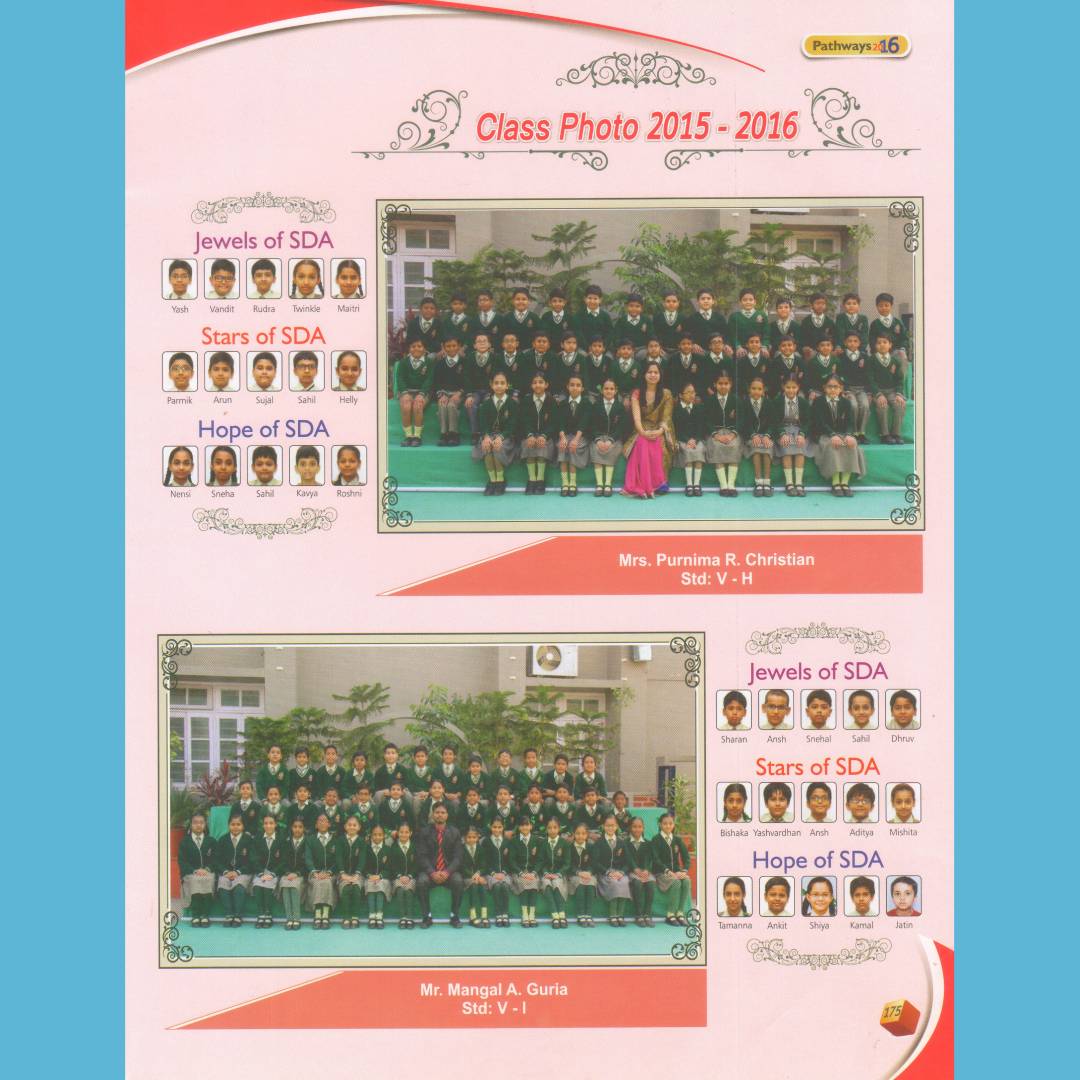 Pathways 2016
Class Photo 2015 - 2016
Jewels of SDA
Yash Vandit Rudra Twinkle Maitri
Stars of SDA
Parmik Arun Sujal Sahil Helly
Hope of SDA
Nensi Sneha Sahil Kavya Roshni
Mrs. Purnima R. Christian
Std: V - H
Jewels of SDA
Sharan Ansh Snehal Sahil Dhruv
Stars of SDA
Bishaka Yashvardhan Ansh Aditya Mishita
Hope of SDA
Tamanna Ankit Shiya Kamal Jatin
Mr. Mangal A. Guria
Std: V - I
175